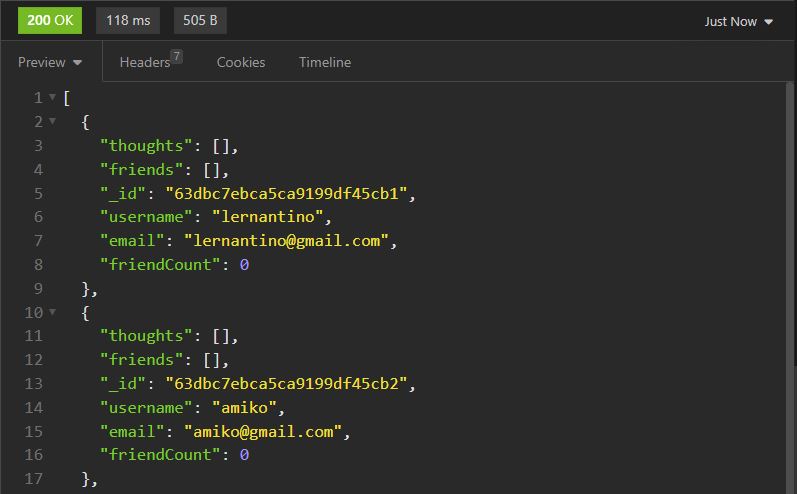 200 OK 118 ms 505 B Just Now
Preview Headers 7 Cookies Timeline
1 [
2 {
3 "thoughts": [],
4 "friends": [],
5 "_id": "63dbc7ebca5ca9199df45cb1",
6 "username": "lernantino",
7 "email": "lernantino@gmail.com",
8 "friendCount": 0
9 },
10 {
11 "thoughts": [],
12 "friends": [],
13 "_id": "63dbc7ebca5ca9199df45cb2",
14 "username": "amiko",
15 "email": "amiko@gmail.com",
16 "friendCount": 0
17 },